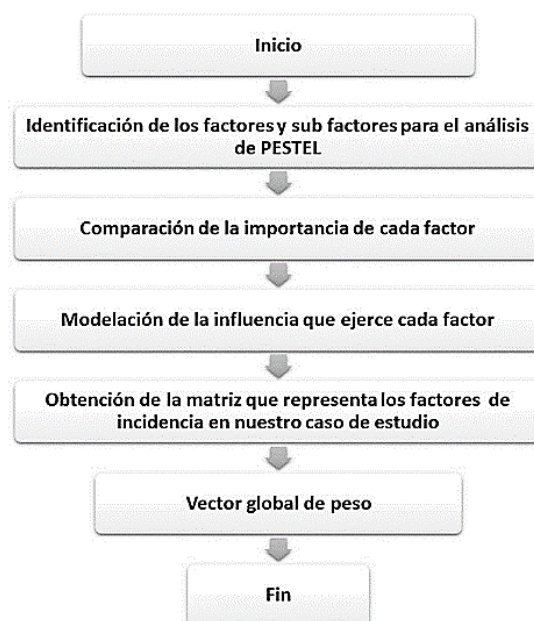 Inicio
Identificación de los factores y sub factores para el análisis
de PESTEL
Comparación de la importancia de cada factor
Modelación de la influencia que ejerce cada factor
Obtención de la matriz que representa los factores de
incidencia en nuestro caso de estudio
Vector global de peso
Fin